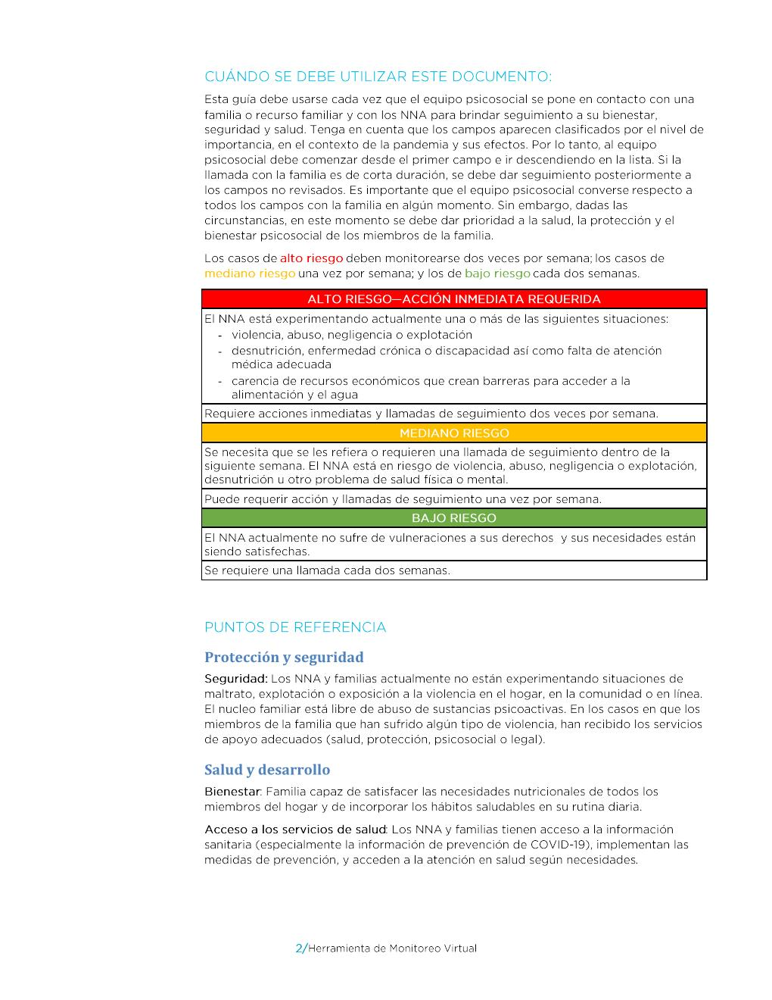 CUÁNDO SE DEBE UTILIZAR ESTE DOCUMENTO:
Esta guía debe usarse cada vez que el equipo psicosocial se pone en contacto con una
familia o recurso familiar y con los NNA para brindar seguimiento a su bienestar,
seguridad y salud. Tenga en cuenta que los campos aparecen clasificados por el nivel de
importancia, en el contexto de la pandemia y sus efectos. Por lo tanto, al equipo
psicosocial debe comenzar desde el primer campo e ir descendiendo en la lista. Si la
llamada con la familia es de corta duración, se debe dar seguimiento posteriormente a
los campos no revisados. Es importante que el equipo psicosocial converse respecto a
todos los campos con la familia en algún momento. Sin embargo, dadas las
circunstancias, en este momento se debe dar prioridad a la salud, la protección y el
bienestar psicosocial de los miembros de la familia.
Los casos de alto riesgo deben monitorearse dos veces por semana; los casos de
mediano riesgo una vez por semana; y los de bajo riesgo cada dos semanas.
ALTO RIESGO—ACCIÓN INMEDIATA REQUERIDA
El NNA está experimentando actualmente una o más de las siguientes situaciones:
- violencia, abuso, negligencia o explotación
- desnutrición, enfermedad crónica o discapacidad así como falta de atención
médica adecuada
- carencia de recursos económicos que crean barreras para acceder a la
alimentación y el agua
Requiere acciones inmediatas y llamadas de seguimiento dos veces por semana.
MEDIANO RIESGO
Se necesita que se les refiera o requieren una llamada de seguimiento dentro de la
siguiente semana. El NNA está en riesgo de violencia, abuso, negligencia o explotación,
desnutrición u otro problema de salud física o mental.
Puede requerir acción y llamadas de seguimiento una vez por semana.
BAJO RIESGO
El NNA actualmente no sufre de vulneraciones a sus derechos y sus necesidades están
siendo satisfechas.
Se requiere una llamada cada dos semanas.
PUNTOS DE REFERENCIA
Protección y seguridad
Seguridad: Los NNA y familias actualmente no están experimentando situaciones de
maltrato, explotación o exposición a la violencia en el hogar, en la comunidad o en línea.
El nucleo familiar está libre de abuso de sustancias psicoactivas. En los casos en que los
miembros de la familia que han sufrido algún tipo de violencia, han recibido los servicios
de apoyo adecuados (salud, protección, psicosocial o legal).
Salud y desarrollo
Bienestar: Familia capaz de satisfacer las necesidades nutricionales de todos los
miembros del hogar y de incorporar los hábitos saludables en su rutina diaria.
Acceso a los servicios de salud: Los NNA y familias tienen acceso a la información
sanitaria (especialmente la información de prevención de COVID-19), implementan las
medidas de prevención, y acceden a la atención en salud según necesidades.
2/Herramienta de Monitoreo Virtual